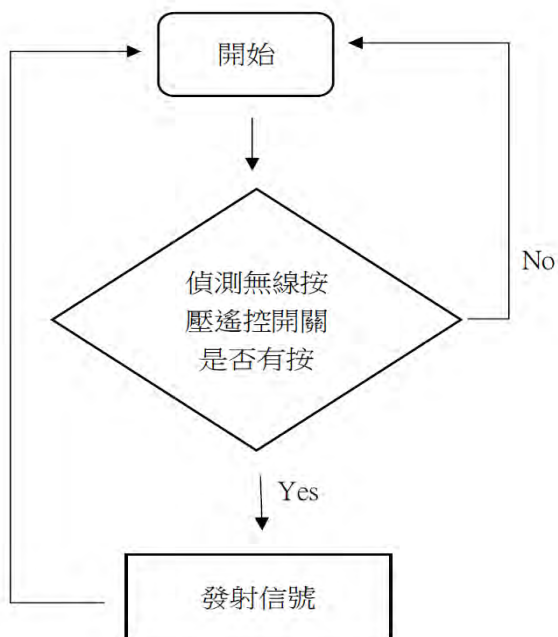 開始
偵測無線按
壓遙控開關
是否有按
No
Yes
發射信號